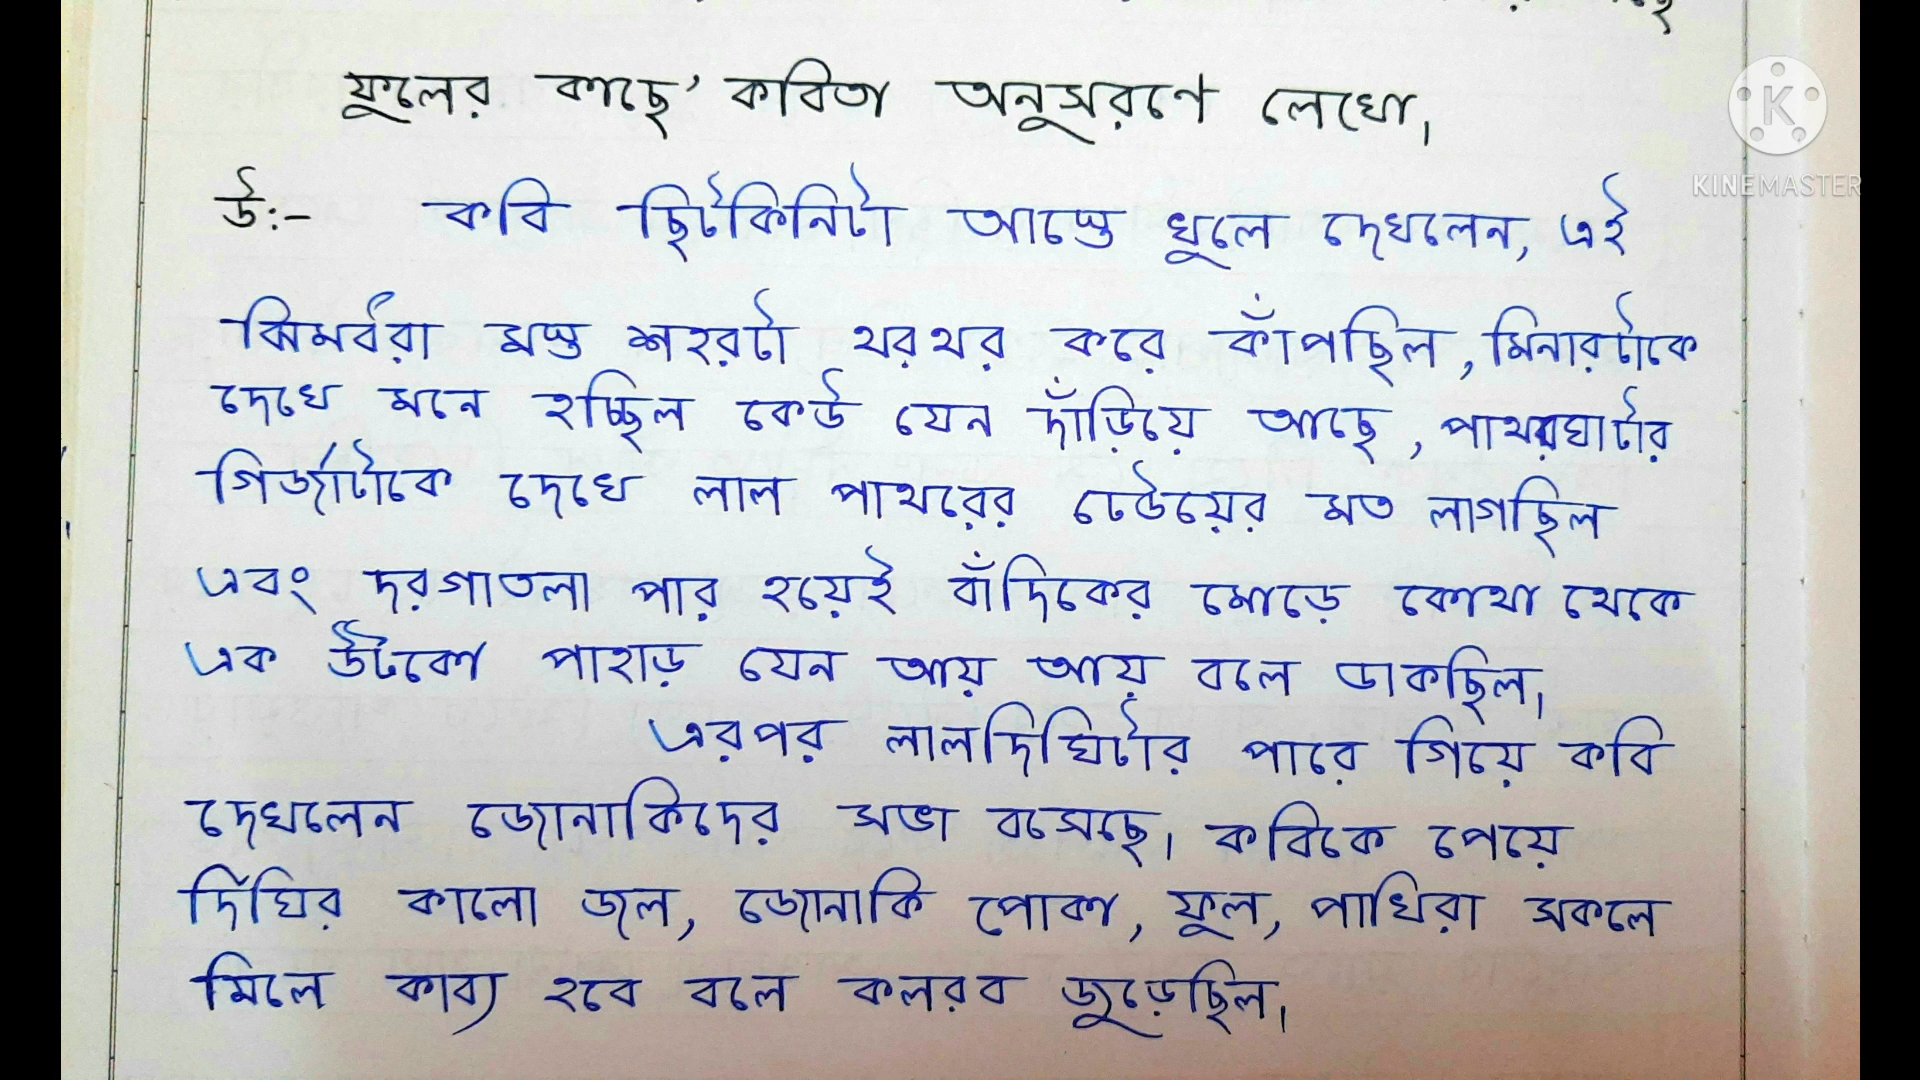 ফুলের কাছে' কবিতা অনুসরণে লেখো।
KINEMASTER
উ:- কবি ছিটকিনিটা আস্তে খুলে দেখলেন, এই
ঝিমধরা মস্ত শহরটা থরথর করে কাঁপছিল, মিনারটাকে
দেখে মনে হচ্ছিল কেউ যেন দাঁড়িয়ে আছে, পাথরঘাটার
গির্জাটাকে দেখে লাল পাথরের ঢেউয়ের মত লাগছিল
এবং দরগাতলা পার হয়েই বাঁদিকের মোড়ে কোথা থেকে
এক উটকো পাহাড় যেন আয় আয় বলে ডাকছিল।
এরপর লালদিঘিটার পারে গিয়ে কবি
দেখলেন জোনাকিদের সভা বসেছে। কবিকে পেয়ে
দিঘির কালো জল, জোনাকি পোকা, ফুল, পাখিরা সকলে
মিলে কাব্য হবে বলে কলরব জুড়েছিল।